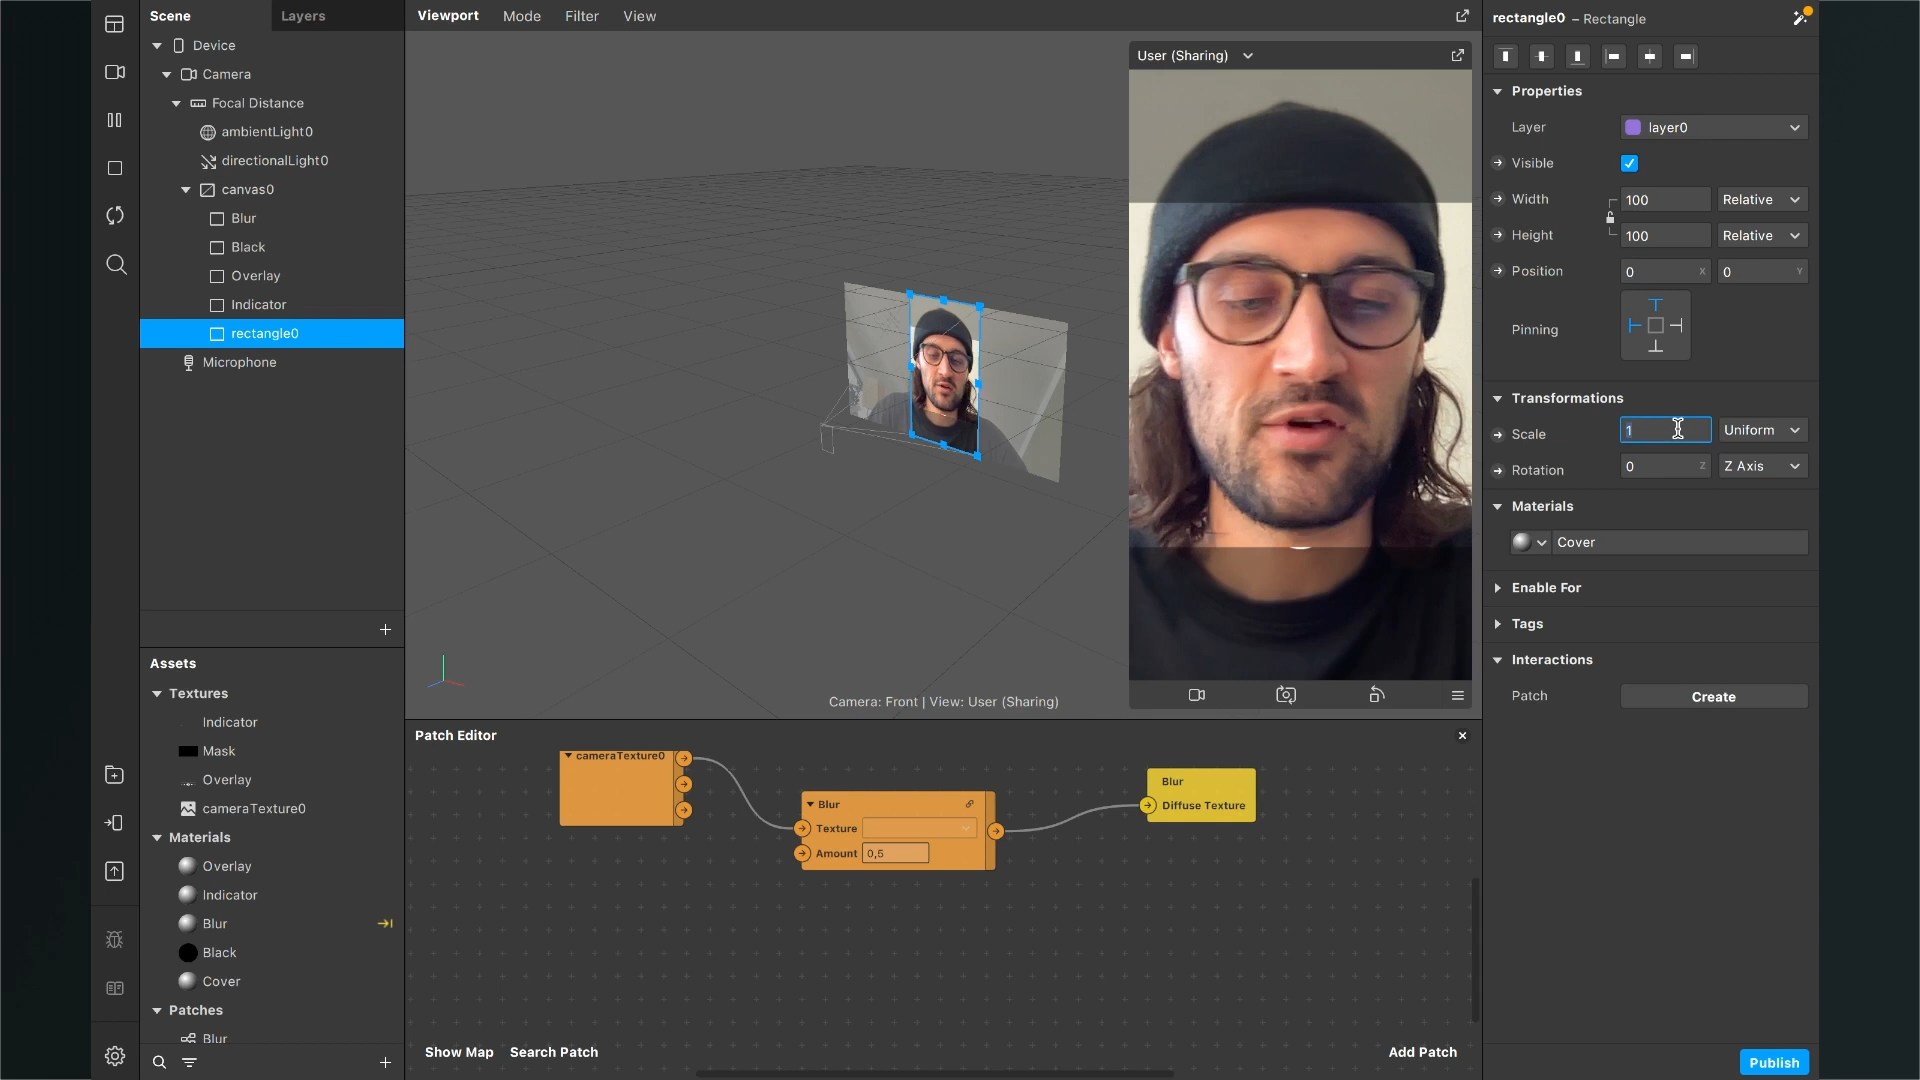 Scene
Layers
Device
Camera
Focal Distance
ambientLight0
directionalLight0
canvas0
Blur
Black
Overlay
Indicator
rectangle0
Microphone
Assets
Textures
Indicator
Mask
Overlay
cameraTexture0
Materials
Overlay
Indicator
Blur
Black
Cover
Patches
Blur
Viewport
Mode
Filter
View
User (Sharing)
Camera: Front | View: User (Sharing)
Patch Editor
cameraTexture0
Blur
Texture
Amount 0,5
Blur
Diffuse Texture
Show Map
Search Patch
Add Patch
rectangle0 – Rectangle
Properties
Layer layer0
Visible
Width 100 Relative
Height 100 Relative
Position 0 X 0 Y
Pinning
Transformations
Scale 1 Uniform
Rotation 0 Z Z Axis
Materials
Cover
Enable For
Tags
Interactions
Patch Create
Publish